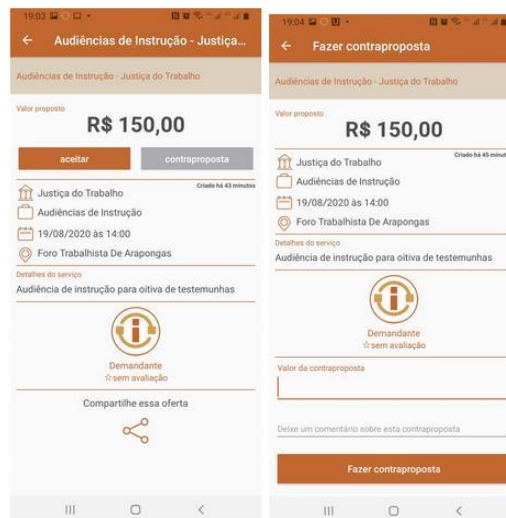 19:03
Audiências de Instrução - Justiça...
Audiências de Instrução - Justiça do Trabalho
Valor proposto
R$ 150,00
aceitar
contraproposta
Criado há 43 minutos
Justiça do Trabalho
Audiências de Instrução
19/08/2020 às 14:00
Foro Trabalhista De Arapongas
Detalhes do serviço
Audiência de instrução para oitiva de testemunhas
Demandante
sem avaliação
Compartilhe essa oferta
19:04
Fazer contraproposta
Audiências de Instrução - Justiça do Trabalho
Valor proposto
R$ 150,00
Criado há 45 minutos
Justiça do Trabalho
Audiências de Instrução
19/08/2020 às 14:00
Foro Trabalhista De Arapongas
Detalhes do serviço
Audiência de instrução para oitiva de testemunhas
Demandante
sem avaliação
Valor da contraproposta
Deixe um comentário sobre esta contraproposta
Fazer contraproposta